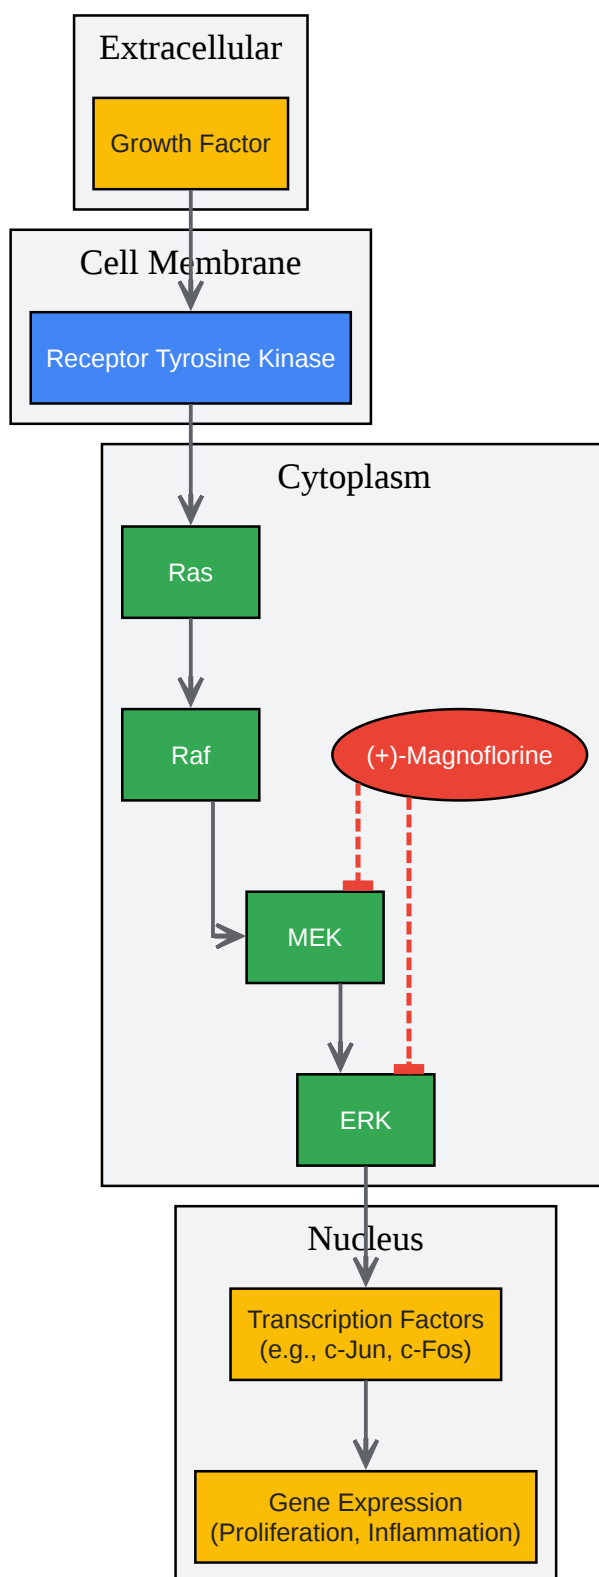 Extracellular
Growth Factor
Cell Membrane
Receptor Tyrosine Kinase
Cytoplasm
Ras
Raf
(+)-Magnoflorine
MEK
ERK
Nucleus
Transcription Factors
(e.g., c-Jun, c-Fos)
Gene Expression
(Proliferation, Inflammation)